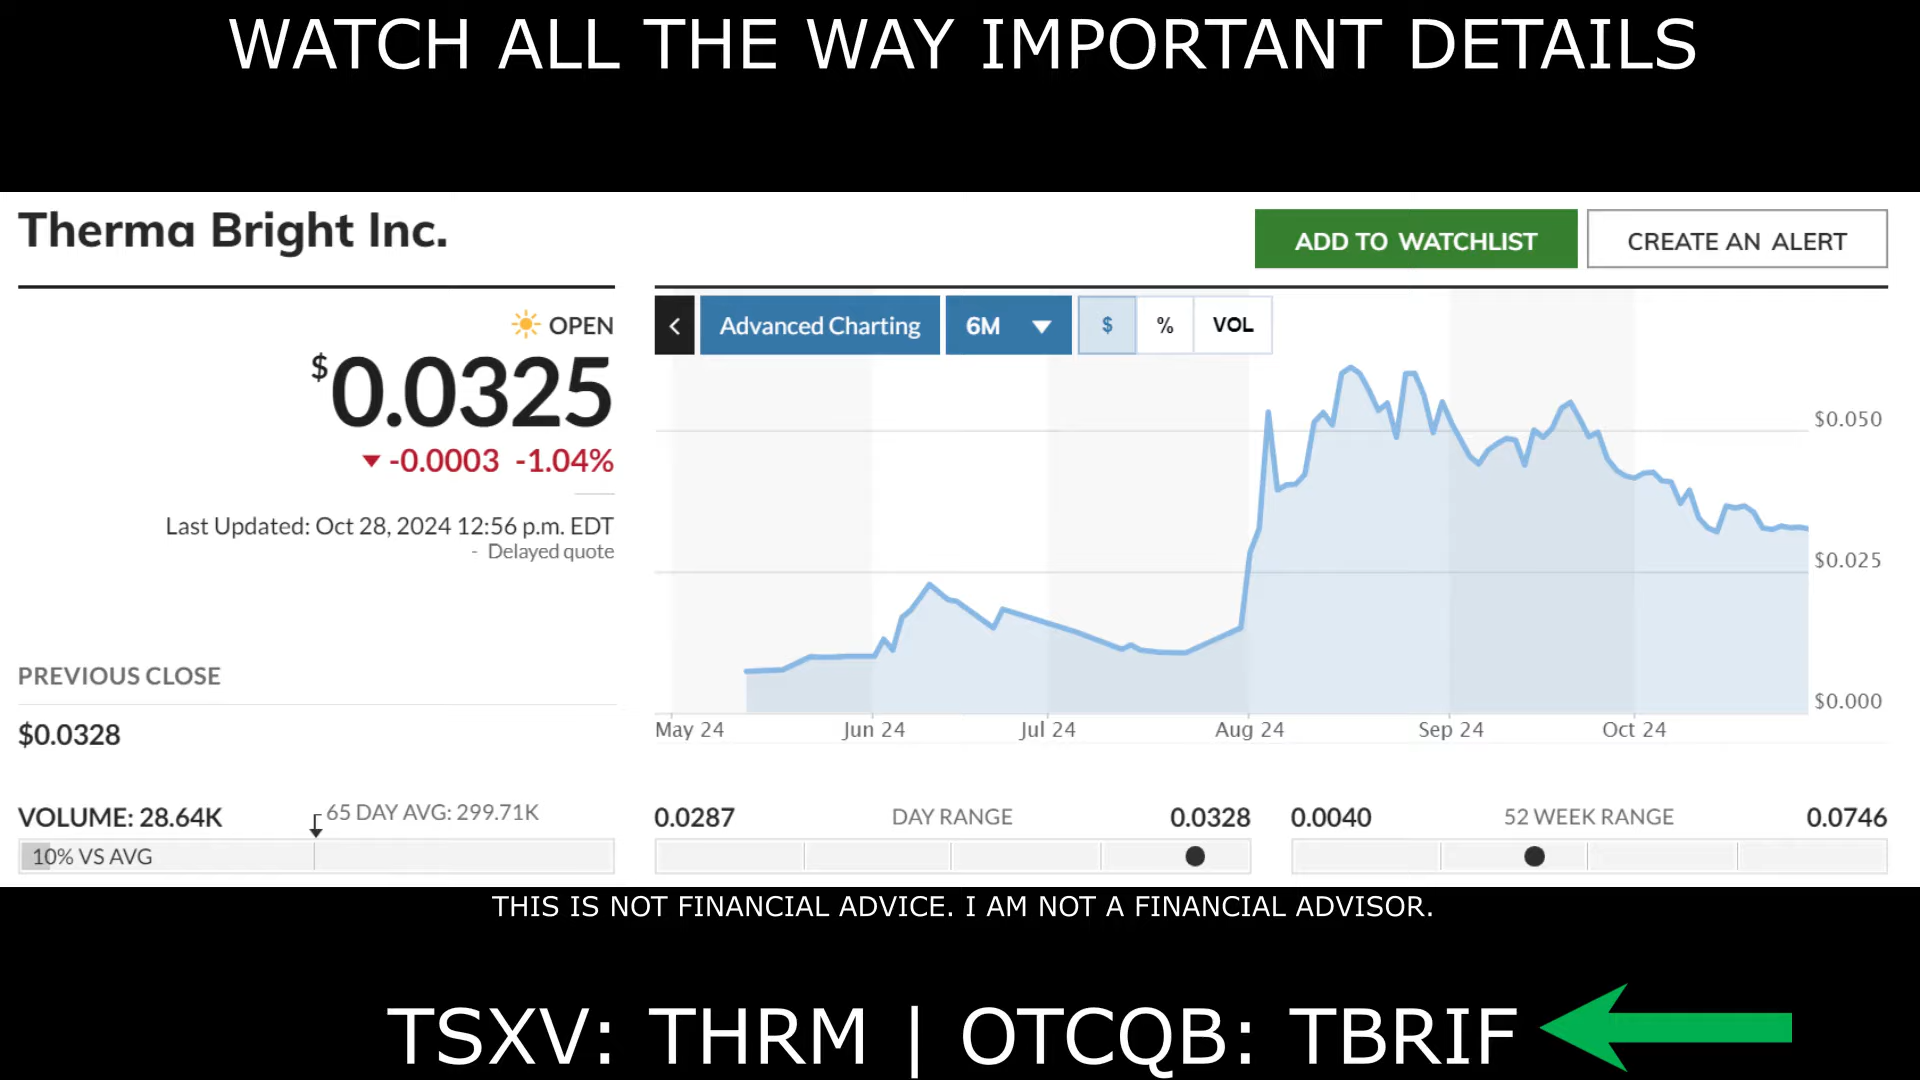 WATCH ALL THE WAY IMPORTANT DETAILS
Therma Bright Inc.
ADD TO WATCHLIST
CREATE AN ALERT
OPEN
$0.0325
-0.0003 -1.04%
Last Updated: Oct 28, 2024 12:56 p.m. EDT
- Delayed quote
PREVIOUS CLOSE
$0.0328
Advanced Charting 6M $ % VOL
$0.050
$0.025
$0.000
May 24 Jun 24 Jul 24 Aug 24 Sep 24 Oct 24
VOLUME: 28.64K 65 DAY AVG: 299.71K
10% VS AVG
0.0287 DAY RANGE 0.0328
0.0040 52 WEEK RANGE 0.0746
THIS IS NOT FINANCIAL ADVICE. I AM NOT A FINANCIAL ADVISOR.
TSXV: THRM | OTCQB: TBRIF